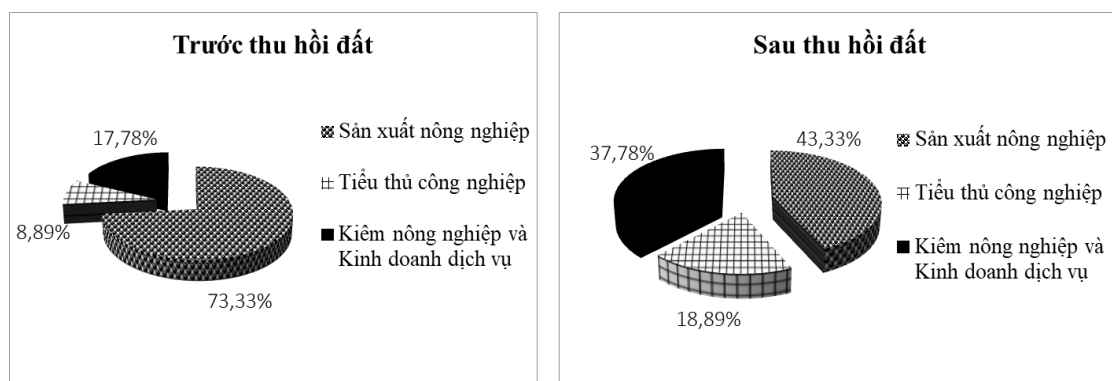 Trước thu hồi đất
17,78%
8,89%
73,33%
Sản xuất nông nghiệp
Tiểu thủ công nghiệp
Kiêm nông nghiệp và
Kinh doanh dịch vụ
Sau thu hồi đất
37,78%
43,33%
18,89%
Sản xuất nông nghiệp
Tiểu thủ công nghiệp
Kiêm nông nghiệp và
Kinh doanh dịch vụ